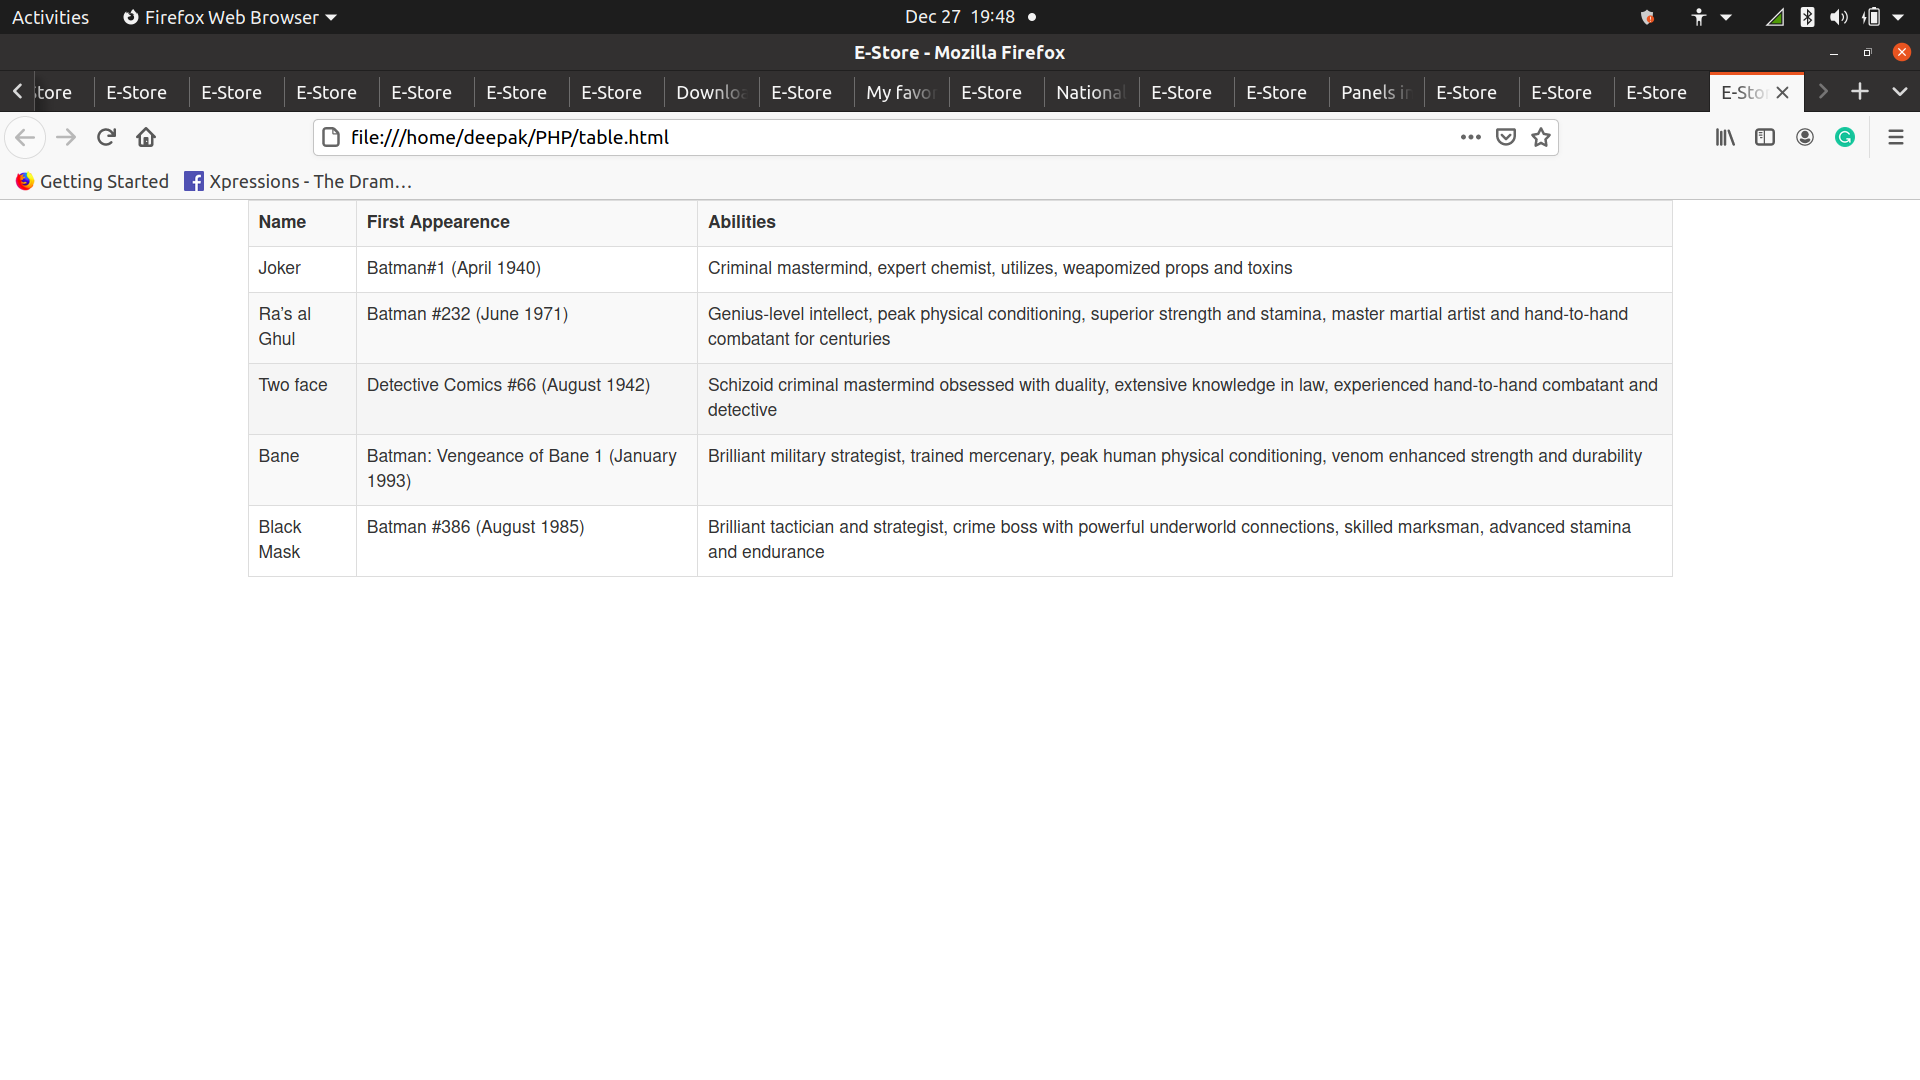 Activities Firefox Web Browser Dec 27 19:48
E-Store - Mozilla Firefox
Store E-Store E-Store E-Store E-Store E-Store E-Store Downlo E-Store My favo E-Store National E-Store E-Store Panels in E-Store E-Store E-Store E-Sto
file:///home/deepak/PHP/table.html
Getting Started Xpressions - The Dram…
Name First Appearence Abilities
Joker Batman#1 (April 1940) Criminal mastermind, expert chemist, utilizes, weapomized props and toxins
Ra's al Batman #232 (June 1971) Genius-level intellect, peak physical conditioning, superior strength and stamina, master martial artist and hand-to-hand
Ghul combatant for centuries
Two face Detective Comics #66 (August 1942) Schizoid criminal mastermind obsessed with duality, extensive knowledge in law, experienced hand-to-hand combatant and
detective
Bane Batman: Vengeance of Bane 1 (January Brilliant military strategist, trained mercenary, peak human physical conditioning, venom enhanced strength and durability
1993)
Black Batman #386 (August 1985) Brilliant tactician and strategist, crime boss with powerful underworld connections, skilled marksman, advanced stamina
Mask and endurance